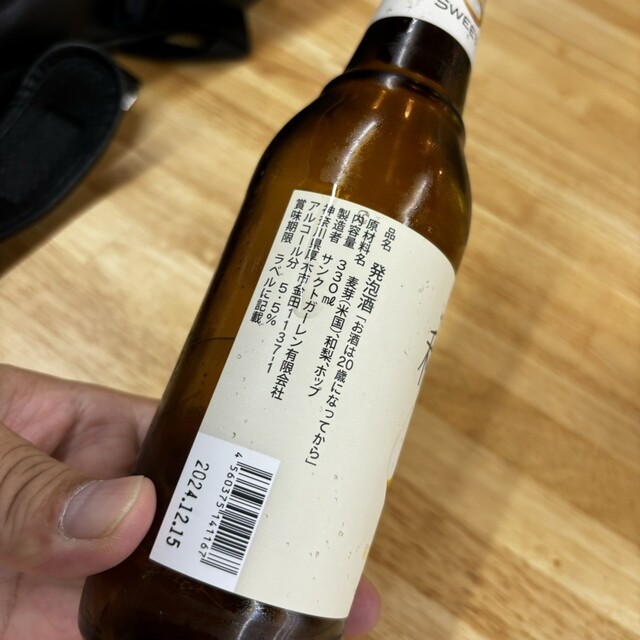 SWEE
品名　発泡酒「お酒は20歳になってから」
原材料名　麦芽(米国)和梨 ホップ
内容量　330mℓ
製造者　サンクトガーレン有限会社
神奈川県厚木市金田1137-1
アルコール分　5.5%
賞味期限　ラベルに記載
4560375141167
2024.12.15